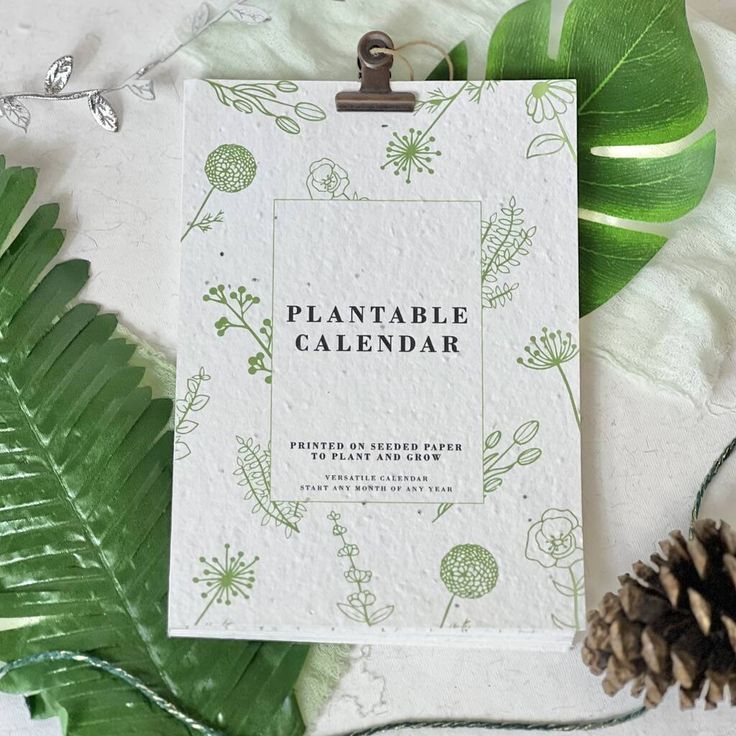 PLANTABLE
CALENDAR
PRINTED ON SEEDED PAPER
TO PLANT AND GROW
VERSATILE CALENDAR
START ANY MONTH OF ANY YEAR